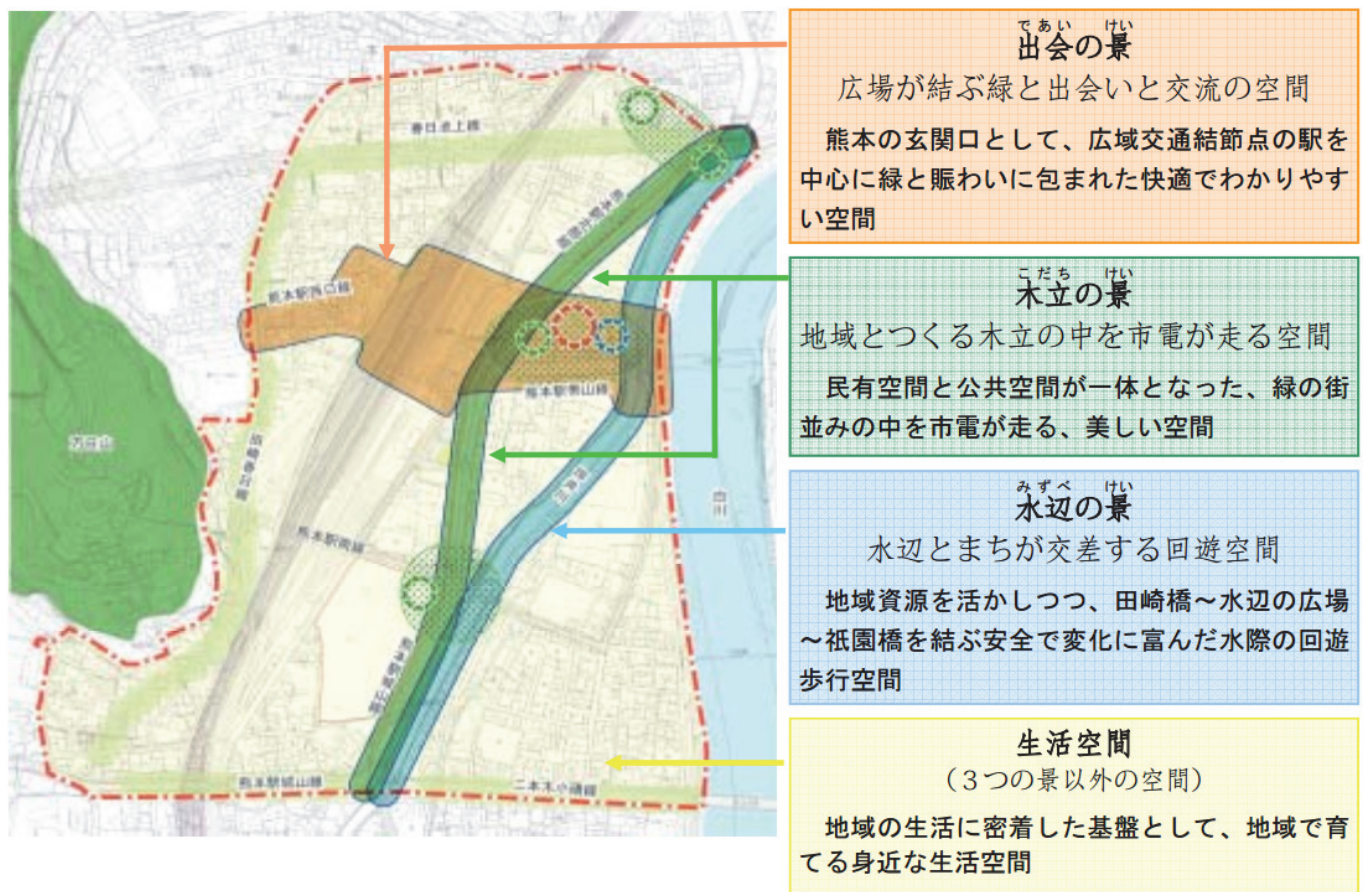 であい けい
出会の景
広場が結ぶ緑と出会いと交流の空間
熊本の玄関口として、広域交通結節点の駅を
中心に緑と賑わいに包まれた快適でわかりやす
い空間
こだち けい
木立の景
地域とつくる木立の中を市電が走る空間
民有空間と公共空間が一体となった、緑の街
並みの中を市電が走る、美しい空間
みずべ けい
水辺の景
水辺とまちが交差する回遊空間
地域資源を活かしつつ、田崎橋～水辺の広場
～祇園橋を結ぶ安全で変化に富んだ水際の回遊
歩行空間
生活空間
（３つの景以外の空間）
地域の生活に密着した基盤として、地域で育
てる身近な生活空間
春日池上線
熊本駅西口線
熊本駅帯山線
田崎春日線
熊本駅南線
白川
熊本駅城山線
二本木小磧線